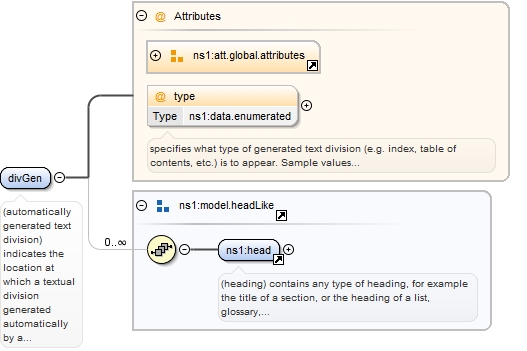 Attributes
ns1:att.global.attributes
type
Type ns1:data.enumerated
specifies what type of generated text division (e.g. index, table of
contents, etc.) is to appear. Sample values...
divGen
(automatically
generated text
division)
indicates the
location at
which a textual
division
generated
automatically
by a...
ns1:model.headLike
0..∞
ns1:head
(heading) contains any type of heading, for example
the title of a section, or the heading of a list,
glossary,...